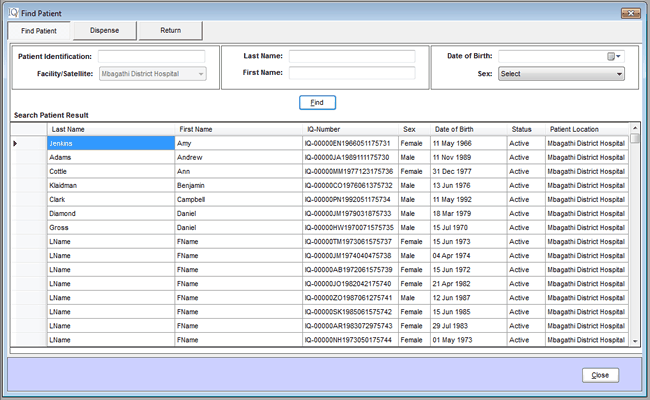 Find Patient
Find Patient Dispense Return
Patient Identification: Last Name: Date of Birth:
Facility/Satellite: Mbagathi District Hospital First Name: Sex: Select
Find
Search Patient Result
Last Name First Name IQ-Number Sex Date of Birth Status Patient Location
Jenkins Amy IQ-00000EN1966051175731 Female 11 May 1966 Active Mbagathi District Hospital
Adams Andrew IQ-00000JA1989111175730 Male 11 Nov 1989 Active Mbagathi District Hospital
Cottle Ann IQ-00000MM1977123175736 Female 31 Dec 1977 Active Mbagathi District Hospital
Klaidman Benjamin IQ-00000CO1976061375732 Male 13 Jun 1976 Active Mbagathi District Hospital
Clark Campbell IQ-00000PN1992051175734 Male 11 May 1992 Active Mbagathi District Hospital
Diamond Daniel IQ-00000JM1979031875733 Male 18 Mar 1979 Active Mbagathi District Hospital
Gross Daniel IQ-00000HW1970071575735 Male 15 Jul 1970 Active Mbagathi District Hospital
LName FName IQ-00000TM1973061575737 Female 15 Jun 1973 Active Mbagathi District Hospital
LName FName IQ-00000JM1974040475738 Male 04 Apr 1974 Active Mbagathi District Hospital
LName FName IQ-00000AB1972061575739 Female 15 Jun 1972 Active Mbagathi District Hospital
LName FName IQ-00000JO1982042175740 Female 21 Apr 1982 Active Mbagathi District Hospital
LName FName IQ-00000ZO1987061275741 Male 12 Jun 1987 Active Mbagathi District Hospital
LName FName IQ-00000SK1985061575742 Female 15 Jun 1985 Active Mbagathi District Hospital
LName FName IQ-00000AR1983072975743 Female 29 Jul 1983 Active Mbagathi District Hospital
LName FName IQ-00000NH1973050175744 Female 01 May 1973 Active Mbagathi District Hospital
Close